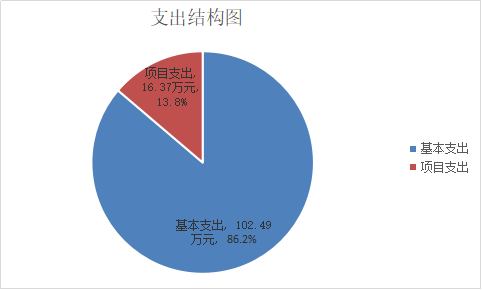 支出结构图
项目支出,
16.37万元,
13.8%
基本支出, 102.49
万元, 86.2%
基本支出
项目支出